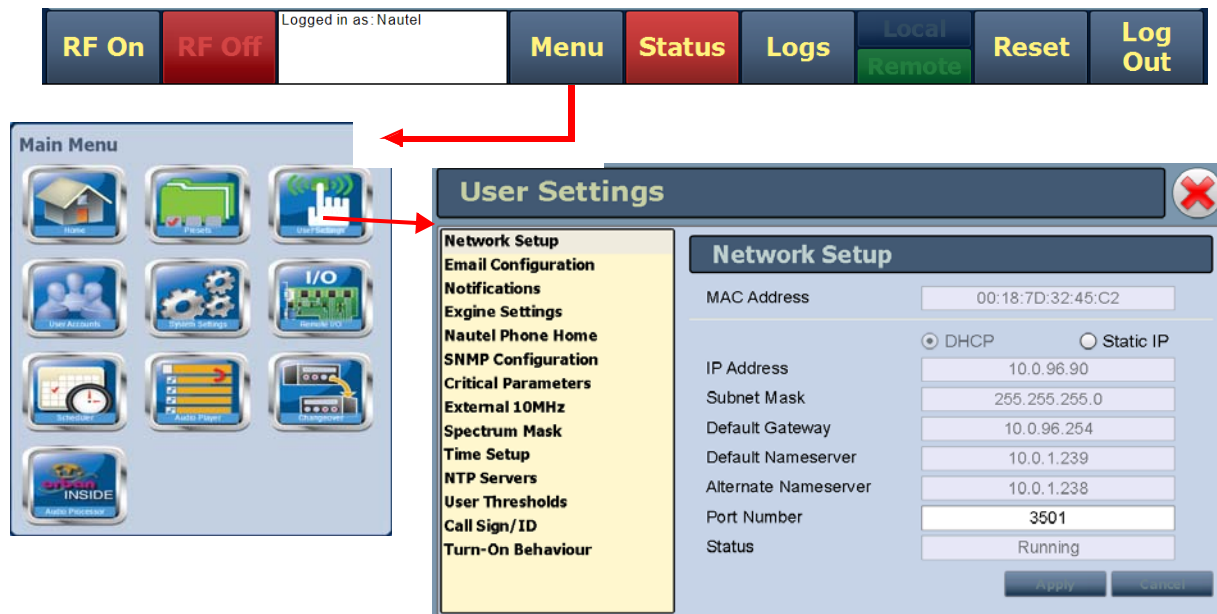 RF On
RF Off
Logged in as: Nautel
Menu
Status
Logs
Local
Remote
Reset
Log
Out
Main Menu
Home
Presets
User Settings
User Accounts
System Settings
I/O
Remote I/O
Scheduler
Audio Player
Changeover
orban
INSIDE
Audio Processor
User Settings
Network Setup
Email Configuration
Notifications
Exgine Settings
Nautel Phone Home
SNMP Configuration
Critical Parameters
External 10MHz
Spectrum Mask
Time Setup
NTP Servers
User Thresholds
Call Sign/ID
Turn-On Behaviour
Network Setup
MAC Address 00:18:7D:32:45:C2
DHCP Static IP
IP Address 10.0.96.90
Subnet Mask 255.255.255.0
Default Gateway 10.0.96.254
Default Nameserver 10.0.1.239
Alternate Nameserver 10.0.1.238
Port Number 3501
Status Running
Apply Cancel